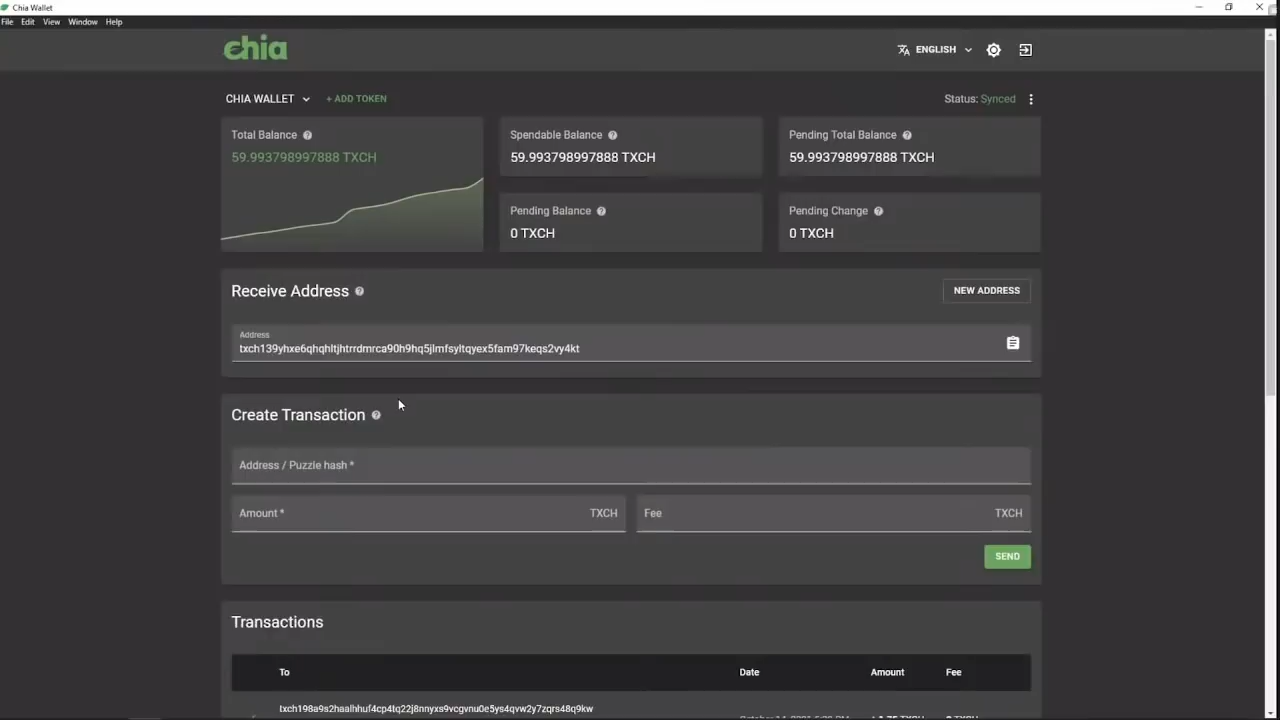 Chia Wallet
File Edit View Window Help
chia
ENGLISH
CHIA WALLET + ADD TOKEN
Status: Synced
Total Balance
59.993798997888 TXCH
Spendable Balance
59.993798997888 TXCH
Pending Total Balance
59.993798997888 TXCH
Pending Balance
0 TXCH
Pending Change
0 TXCH
Receive Address
NEW ADDRESS
Address
txch139yhxe6qhqhltjhtrrdmrca90h9hq5jlmfsyltqyex5fam97keqs2vy4kt
Create Transaction
Address / Puzzle hash *
Amount * TXCH
Fee TXCH
SEND
Transactions
To Date Amount Fee
txch198a9s2haalhhuf4cp4tq22j8nnyxs9vcgvnu0e5ys4qvw2y7zqrs48q9kw